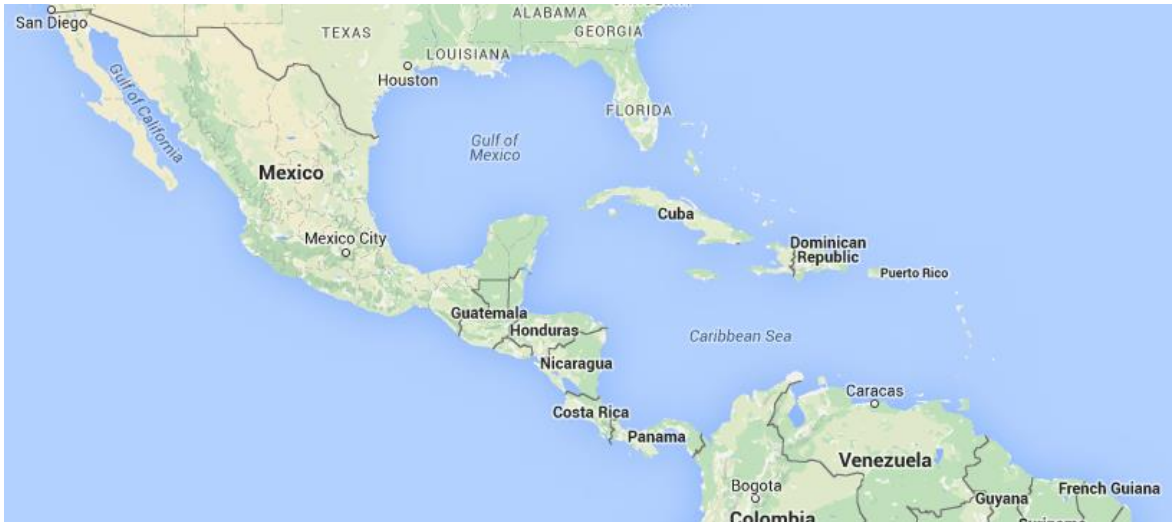 San Diego
TEXAS
ALABAMA
GEORGIA
LOUISIANA
Houston
FLORIDA
Gulf of California
Gulf of
Mexico
Mexico
Cuba
Mexico City
Dominican
Republic
Puerto Rico
Guatemala
Honduras
Caribbean Sea
Nicaragua
Caracas
Costa Rica
Panama
Venezuela
Bogota
French Guiana
Guyana
Colombia